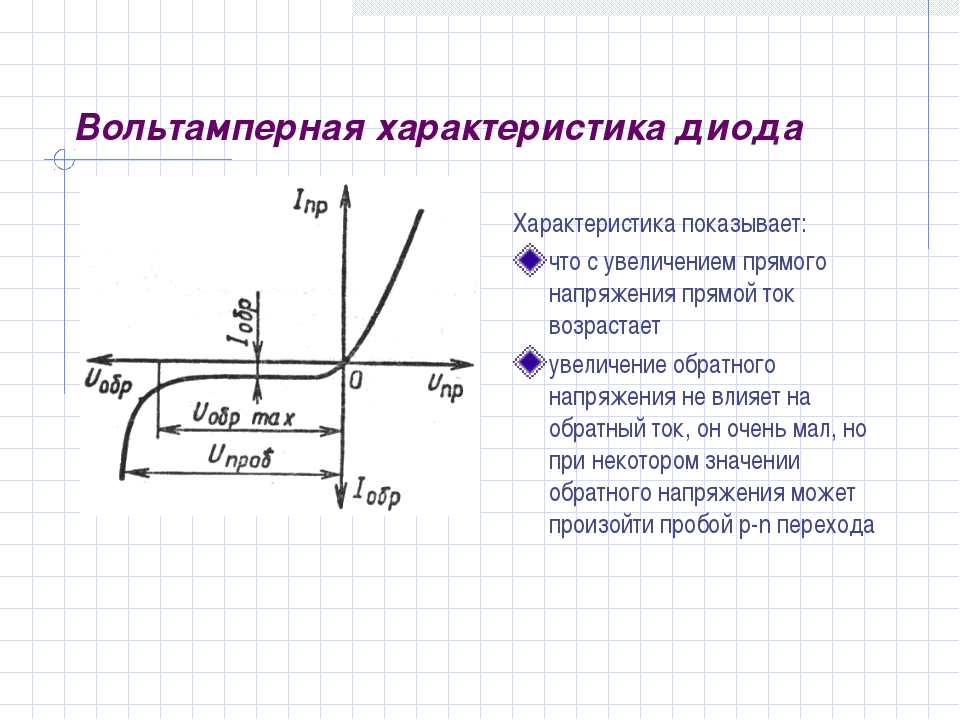 Вольтамперная характеристика диода
Iпр
Iобр
Uобр
0
Uпр
Uобр max
Uпроб
Iобр
Характеристика показывает:
что с увеличением прямого
напряжения прямой ток
возрастает
увеличение обратного
напряжения не влияет на
обратный ток, он очень мал, но
при некотором значении
обратного напряжения может
произойти пробой p-n перехода